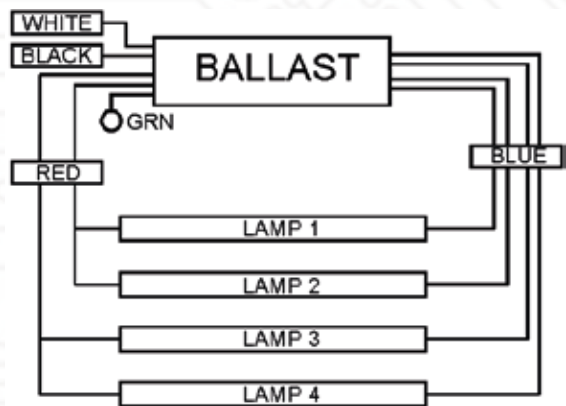 WHITE
BLACK
BALLAST
GRN
RED
BLUE
LAMP 1
LAMP 2
LAMP 3
LAMP 4